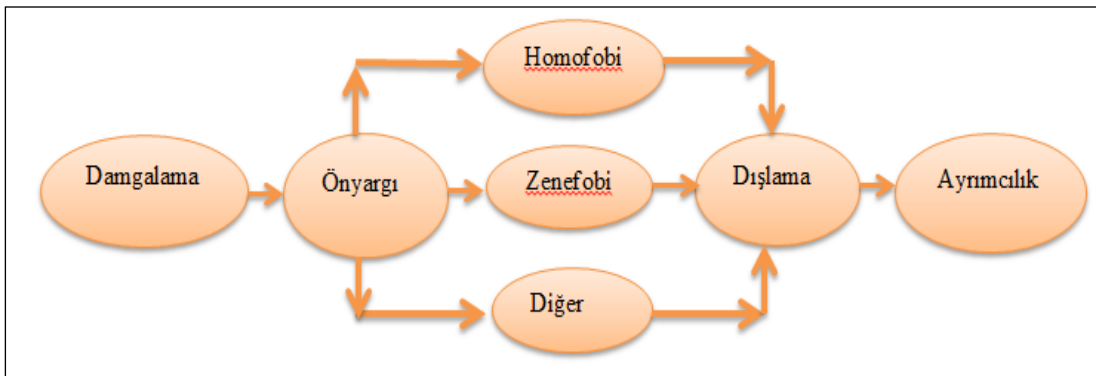 Homofobi
Damgalama
Önyargı
Zenefobi
Dışlama
Ayrımcılık
Diğer